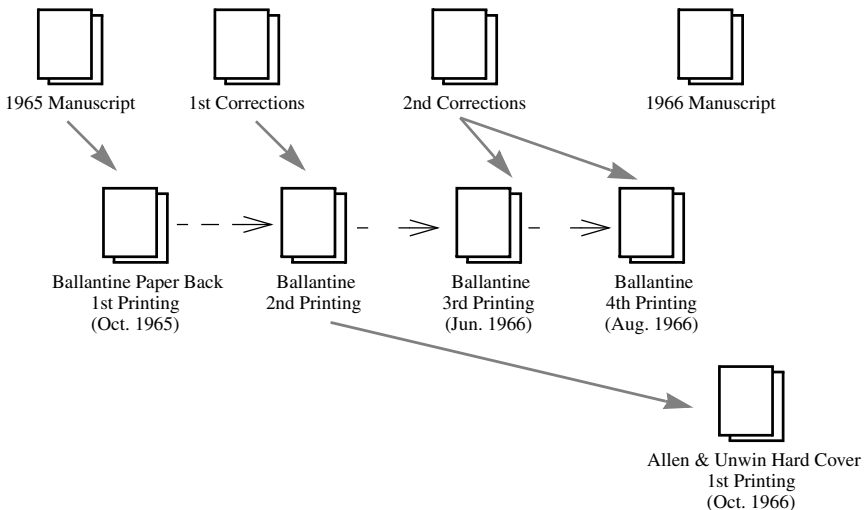 1965 Manuscript
1st Corrections
2nd Corrections
1966 Manuscript
Ballantine Paper Back
1st Printing
(Oct. 1965)
Ballantine
2nd Printing
Ballantine
3rd Printing
(Jun. 1966)
Ballantine
4th Printing
(Aug. 1966)
Allen & Unwin Hard Cover
1st Printing
(Oct. 1966)